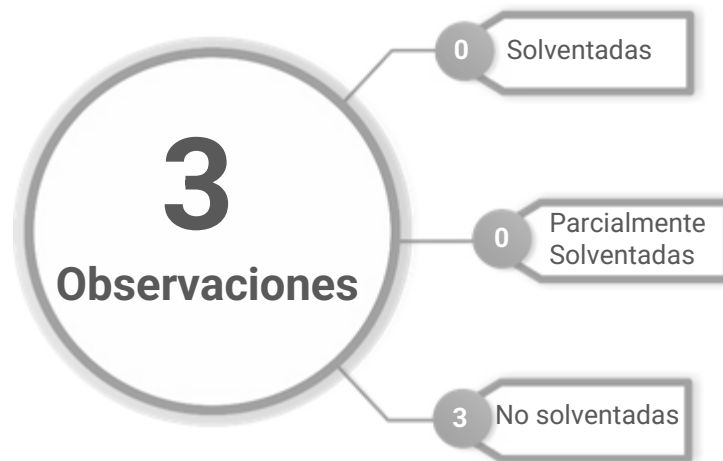 3
Observaciones
0
Solventadas
0
Parcialmente
Solventadas
3
No solventadas